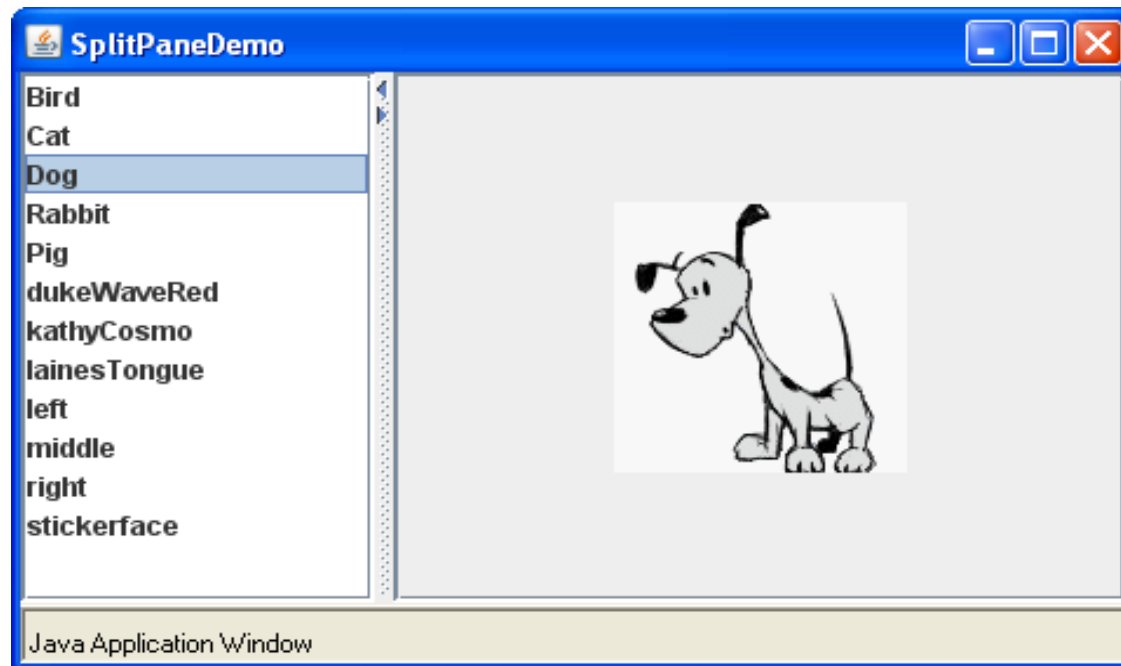 SplitPaneDemo
Bird
Cat
Dog
Rabbit
Pig
dukeWaveRed
kathyCosmo
lainesTongue
left
middle
right
stickerface
Java Application Window